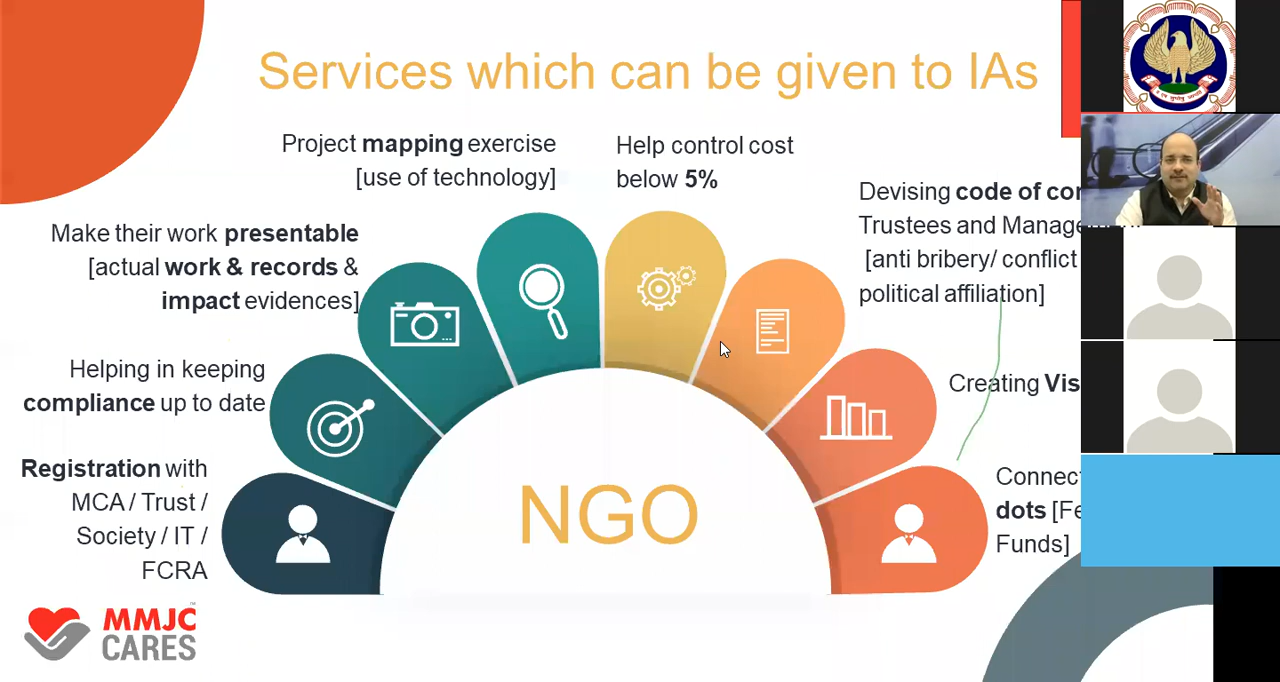 Services which can be given to IAs
Project mapping exercise
[use of technology]
Help control cost
below 5%
Devising code of
Trustees and
[anti bribery/ conflict
political affiliation]
Make their work presentable
[actual work & records &
impact evidences]
Helping in keeping
compliance up to date
Creating
Registration with
MCA / Trust /
Society / IT /
FCRA
dots
Funds]
NGO
MMJC
CARES